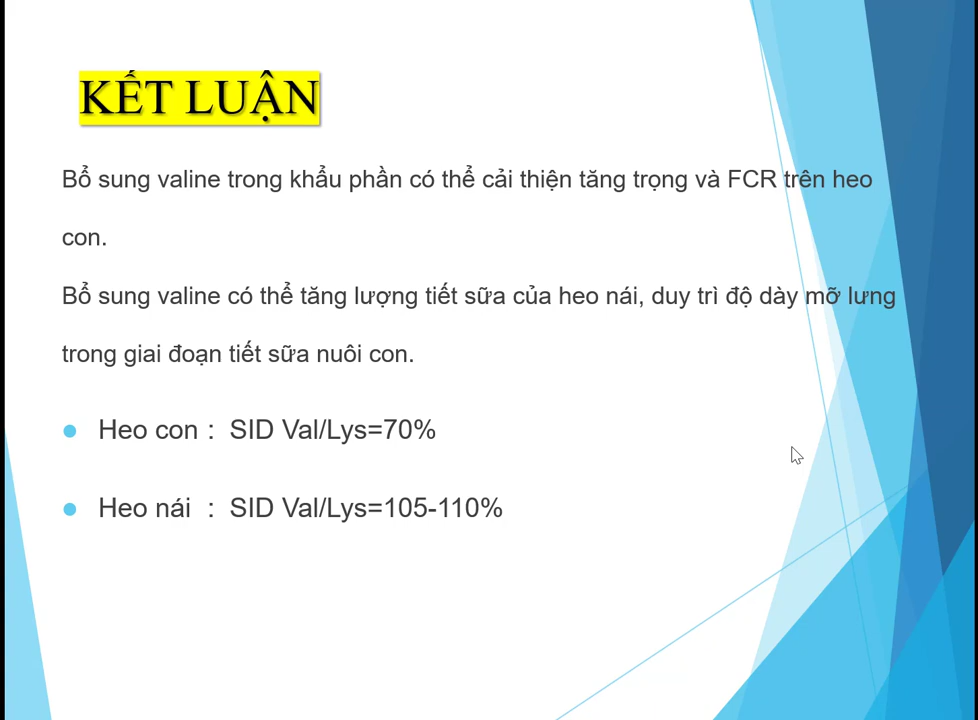 KẾT LUẬN
Bổ sung valine trong khẩu phần có thể cải thiện tăng trọng và FCR trên heo
con.
Bổ sung valine có thể tăng lượng tiết sữa của heo nái, duy trì độ dày mỡ lưng
trong giai đoạn tiết sữa nuôi con.
Heo con : SID Val/Lys=70%
Heo nái : SID Val/Lys=105-110%